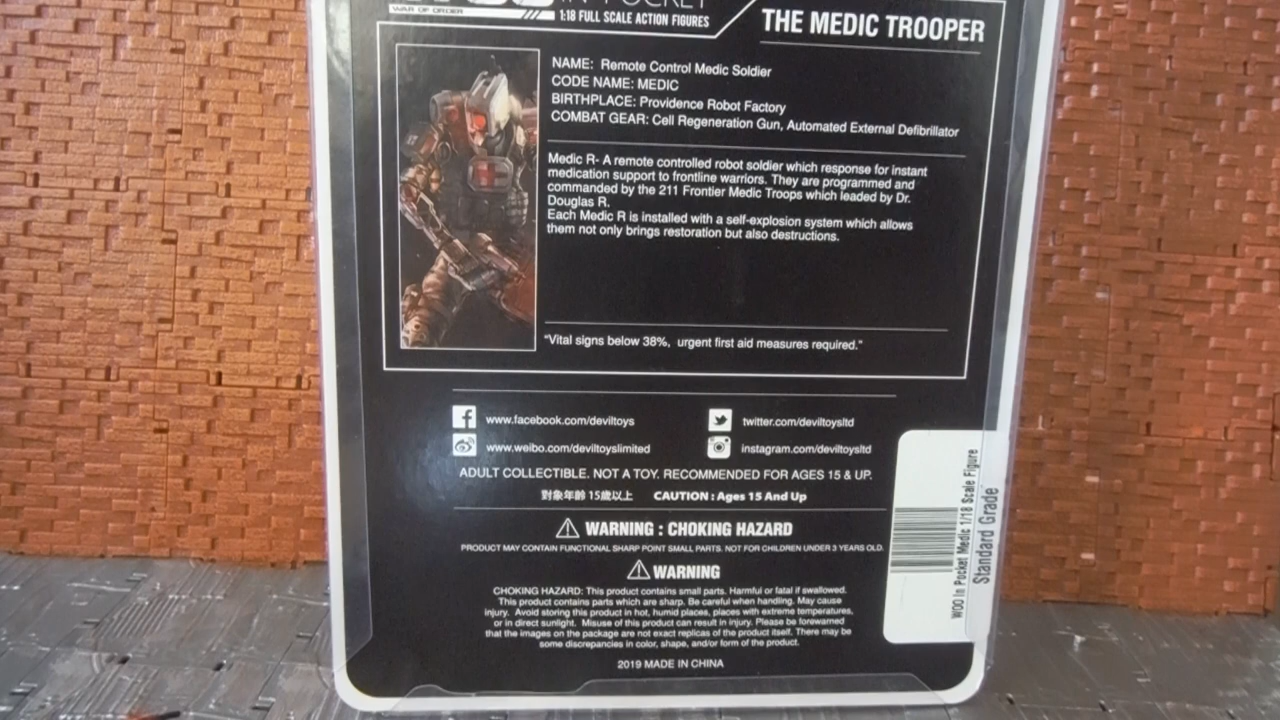 WAR OF ORDER
IN POCKET
1:18 FULL SCALE ACTION FIGURES
THE MEDIC TROOPER
NAME: Remote Control Medic Soldier
CODE NAME: MEDIC
BIRTHPLACE: Providence Robot Factory
COMBAT GEAR: Cell Regeneration Gun, Automated External Defibrillator
Medic R- A remote controlled robot soldier which response for instant
medication support to frontline warriors. They are programmed and
commanded by the 211 Frontier Medic Troops which leaded by Dr.
Douglas R.
Each Medic R is installed with a self-explosion system which allows
them not only brings restoration but also destructions.
"Vital signs below 38%, urgent first aid measures required."
www.facebook.com/deviltoys
twitter.com/deviltoysltd
www.weibo.com/deviltoyslimited
instagram.com/deviltoysltd
ADULT COLLECTIBLE. NOT A TOY. RECOMMENDED FOR AGES 15 & UP.
対象年齢 15歳以上 CAUTION : Ages 15 And Up
WARNING : CHOKING HAZARD
PRODUCT MAY CONTAIN FUNCTIONAL SHARP POINT SMALL PARTS. NOT FOR CHILDREN UNDER 3 YEARS OLD.
WARNING
CHOKING HAZARD: This product contains small parts. Harmful or fatal if swallowed.
This product contains parts which are sharp. Be careful when handling. May cause
injury. Avoid storing this product in hot, humid places, places with extreme temperatures,
or in direct sunlight. Misuse of this product can result in injury. Please be forewarned
that the images on the package are not exact replicas of the product itself. There may be
some discrepancies in color, shape, and/or form of the product.
2019 MADE IN CHINA
WOO In Pocket Medic 1/18 Scale Figure
Standard Grade